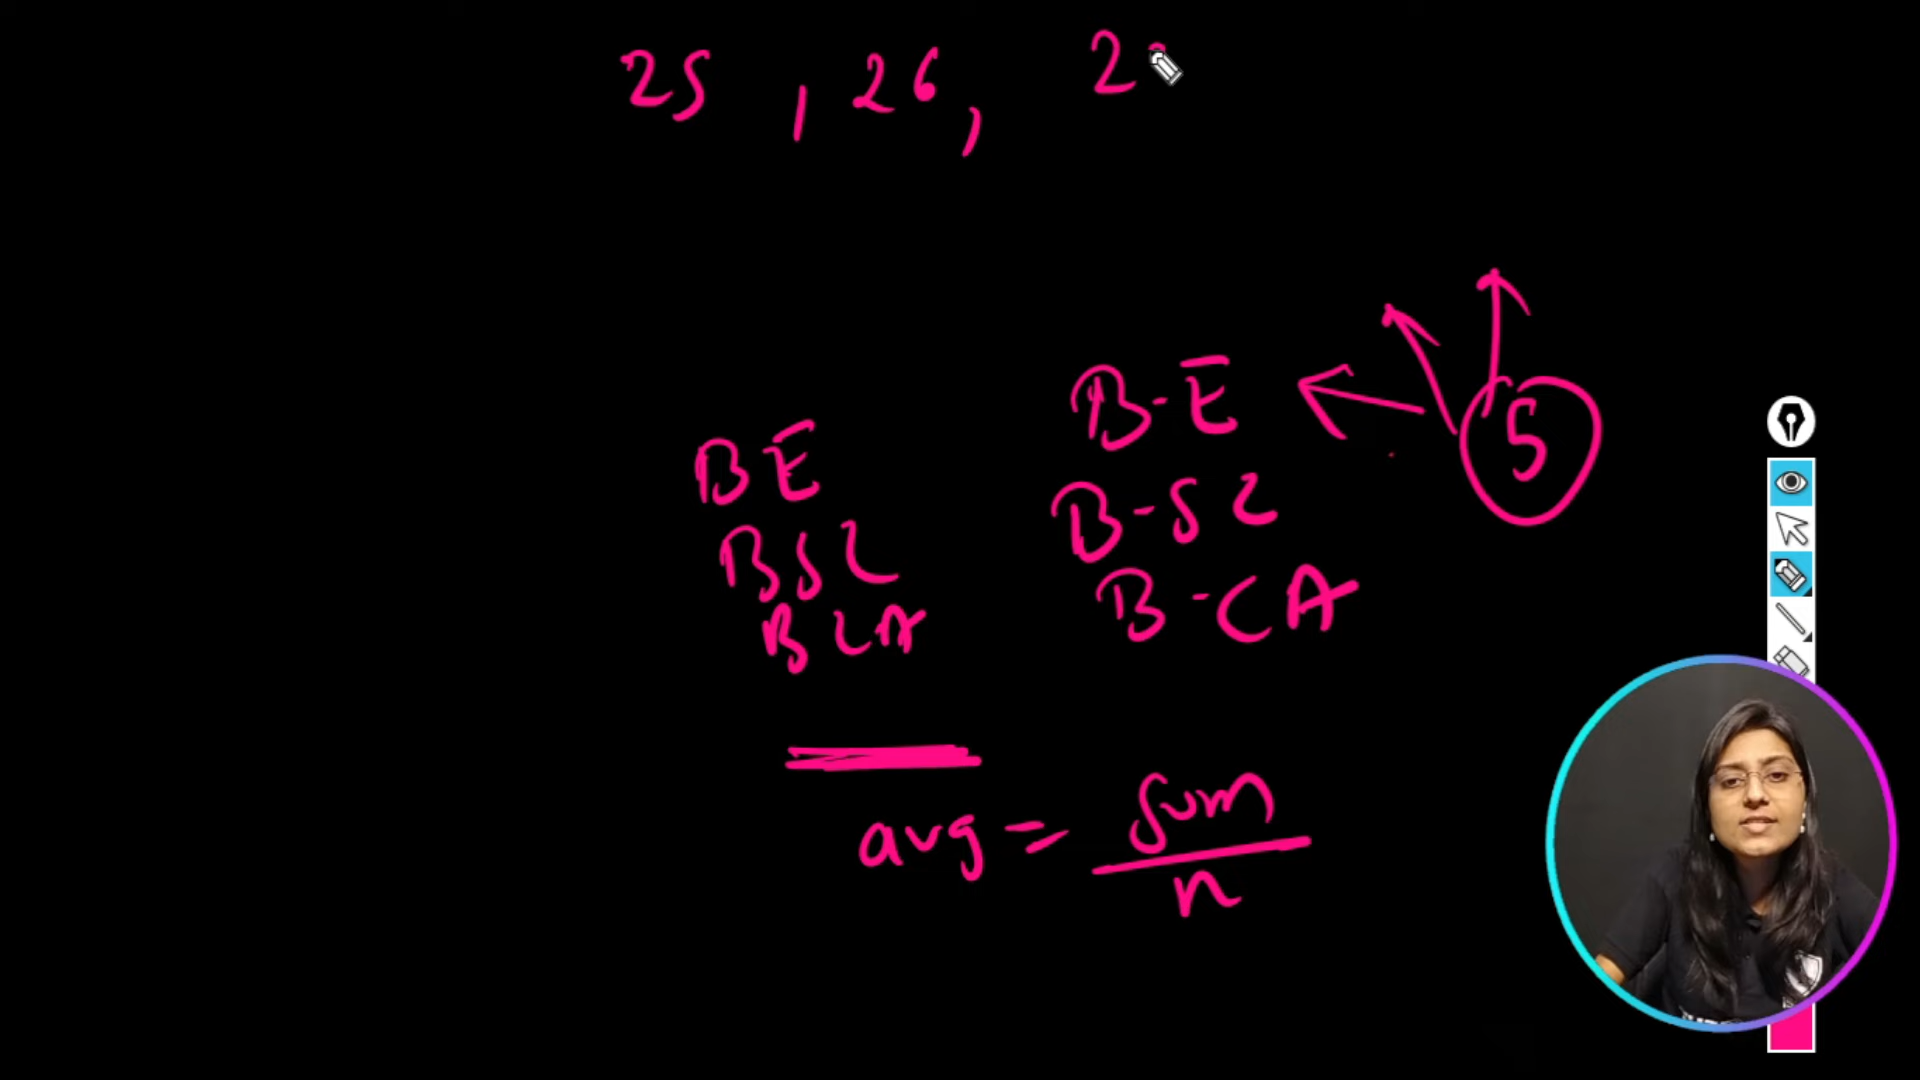 25 , 26 , 2
B-E
BE
5
B-SC
BSC
B-CA
BCA
avg = sum
n